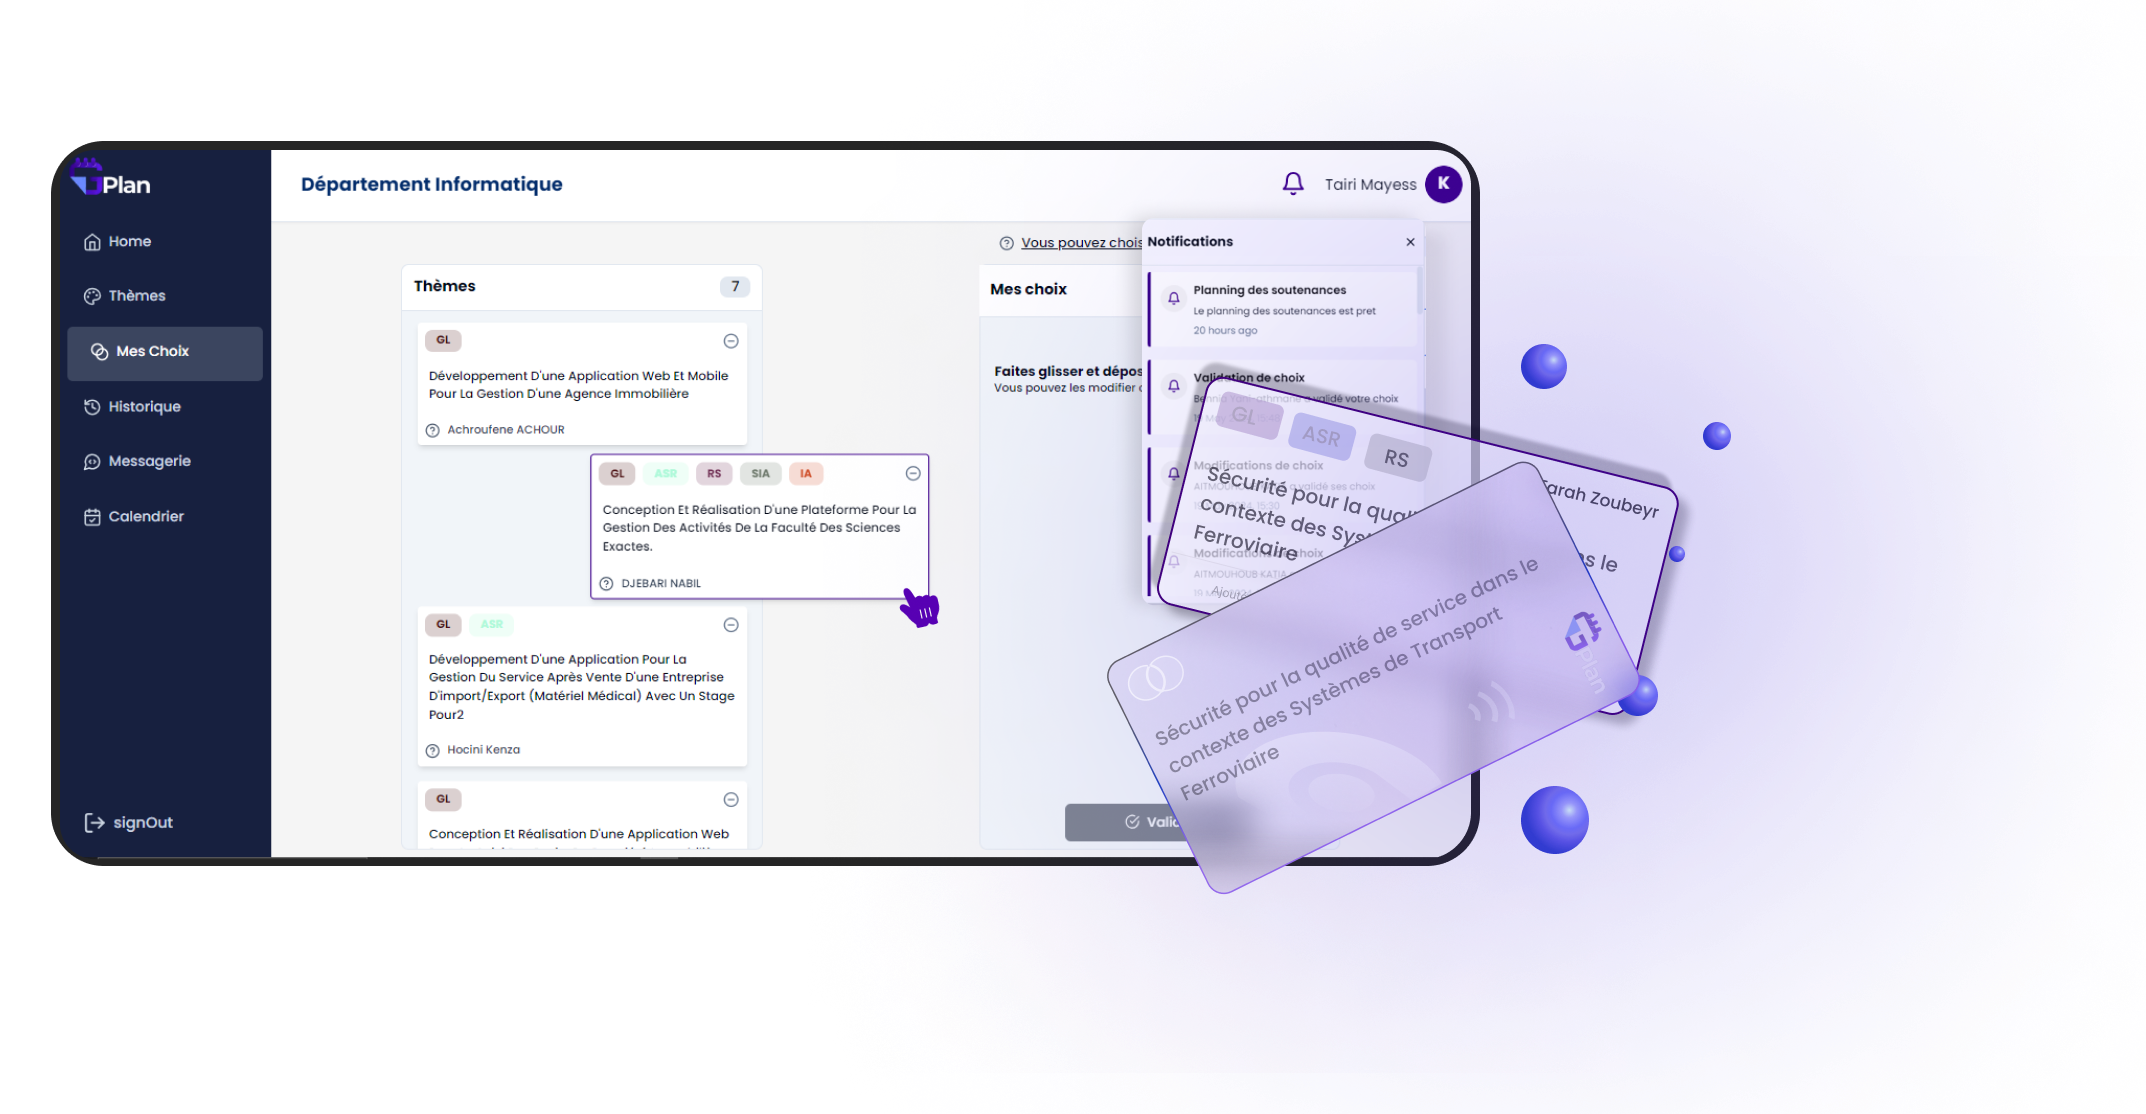 Plan
Home
Thèmes
Mes Choix
Historique
Messagerie
Calendrier
signOut
Département Informatique
Tairi Mayess
K
Vous pouvez chois
Thèmes
7
GL
Développement D'une Application Web Et Mobile
Pour La Gestion D'une Agence Immobilière
Achroufene ACHOUR
GL ASR RS SIA IA
Conception Et Réalisation D'une Plateforme Pour La
Gestion Des Activités De La Faculté Des Sciences
Exactes.
DJEBARI NABIL
GL ASR
Développement D'une Application Pour La
Gestion Du Service Après Vente D'une Entreprise
D'import/Export (Matériel Médical) Avec Un Stage
Pour2
Hocini Kenza
GL
Conception Et Réalisation D'une Application Web
Mes choix
Faites glisser et dépos
Vous pouvez les modifier
Valid
Notifications
Planning des soutenances
Le planning des soutenances est pret
20 hours ago
Validation de choix
validé votre choix
Modifications de choix
a validé ses choix
15:30
Modifications de choix
AITMOUHOUB KATIA
GL ASR RS
Sécurité pour la qual
contexte des Sys
Ferroviaire
arah Zoubeyr
s le
Ajouté
Sécurité pour la qualité de service dans le
contexte des Systèmes de Transport
Ferroviaire
Plan